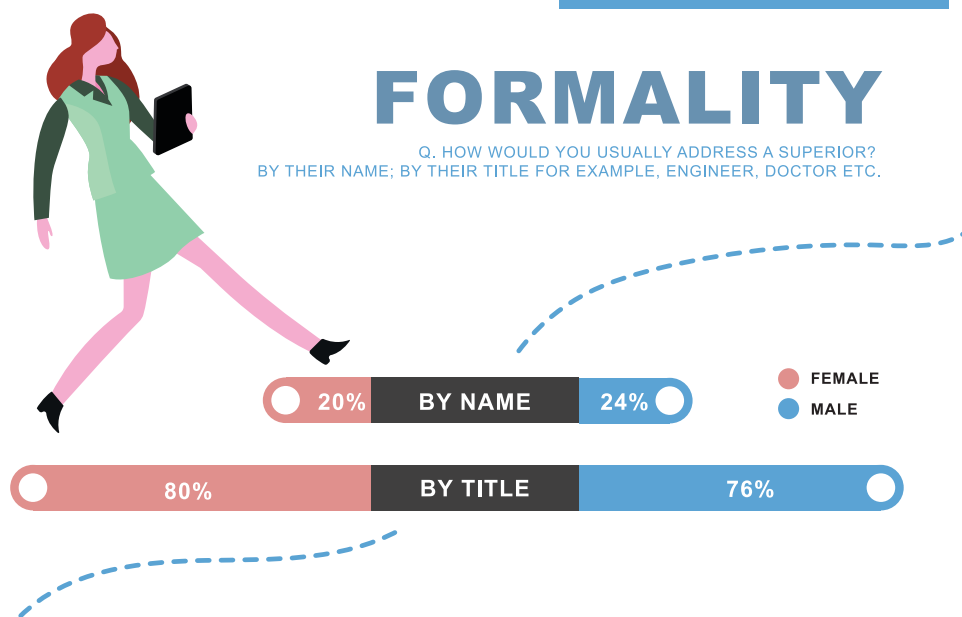 FORMALITY
Q. HOW WOULD YOU USUALLY ADDRESS A SUPERIOR?
BY THEIR NAME; BY THEIR TITLE FOR EXAMPLE, ENGINEER, DOCTOR ETC.
FEMALE
20% BY NAME 24%
MALE
80% BY TITLE 76%